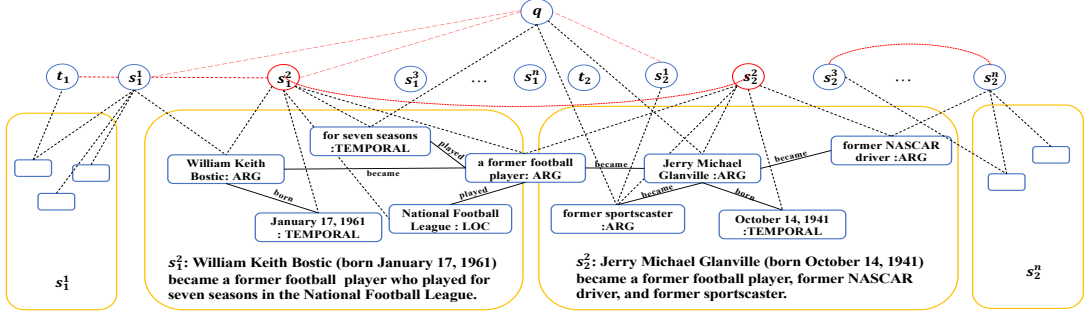 q
t₁ s₁¹ s₁² s₁³ ... s₁ⁿ t₂ s₂¹ s₂² s₂³ ... s₂ⁿ
for seven seasons
:TEMPORAL
played
William Keith
Bostic: ARG
became
a former football
player: ARG
became
Jerry Michael
Glanville :ARG
became
former NASCAR
driver :ARG
born
played
became
born
January 17, 1961
: TEMPORAL
National Football
League : LOC
former sportscaster
:ARG
October 14, 1941
:TEMPORAL
s₁¹
s₁²: William Keith Bostic (born January 17, 1961)
became a former football player who played for
seven seasons in the National Football League.
s₂²: Jerry Michael Glanville (born October 14, 1941)
became a former football player, former NASCAR
driver, and former sportscaster.
s₂ⁿ